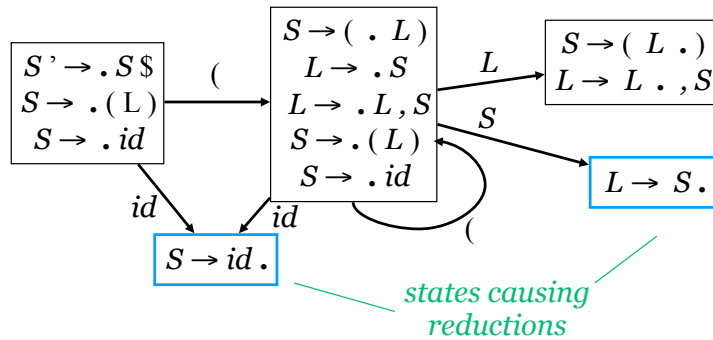 S' → . S $
S → . ( L )
S → . id
(
S → ( . L )
L → . S
L → . L , S
S → . ( L )
S → . id
L
S → ( L . )
L → L . , S
S
L → S .
id
id
(
S → id .
states causing
reductions